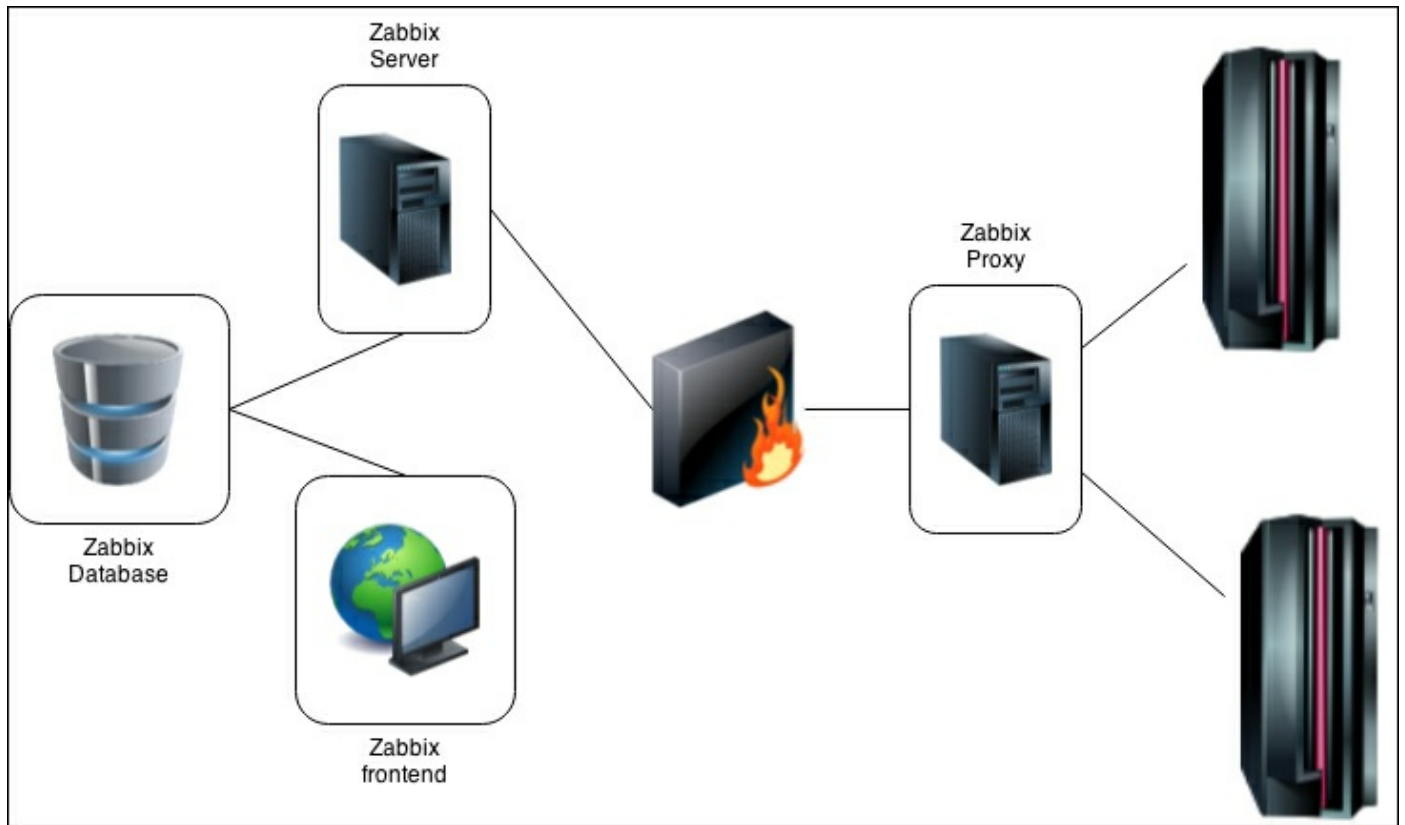 Zabbix
Server
Zabbix
Proxy
Zabbix
Database
Zabbix
frontend